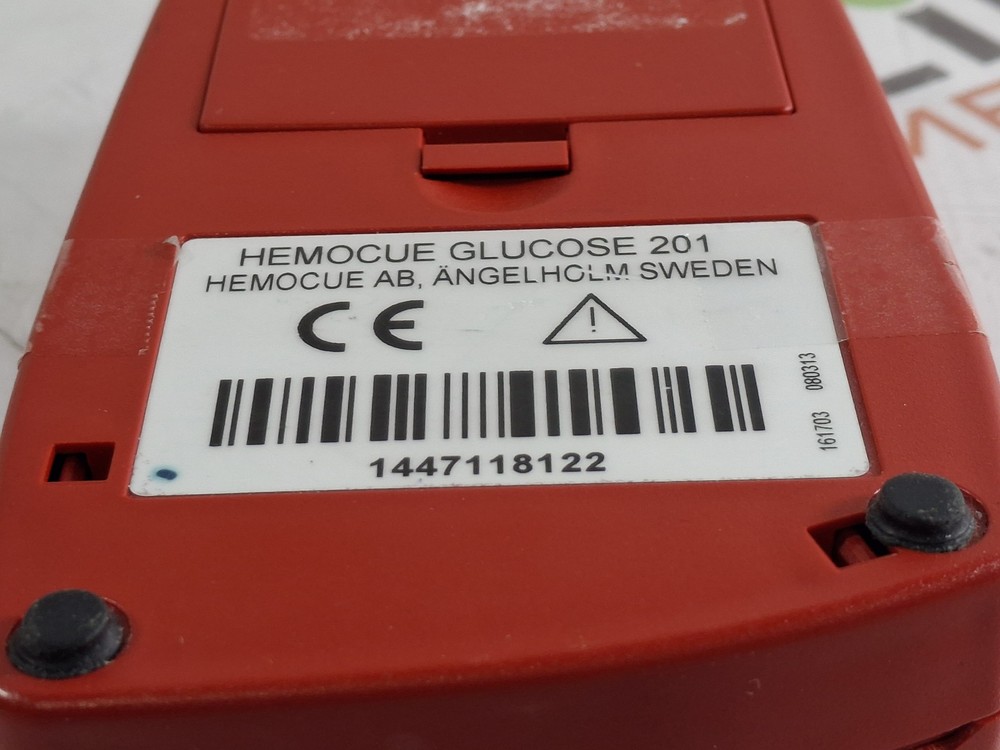 HEMOCUE GLUCOSE 201
HEMOCUE AB, ÄNGELHOLM SWEDEN
CE
1447118122
161703 080313